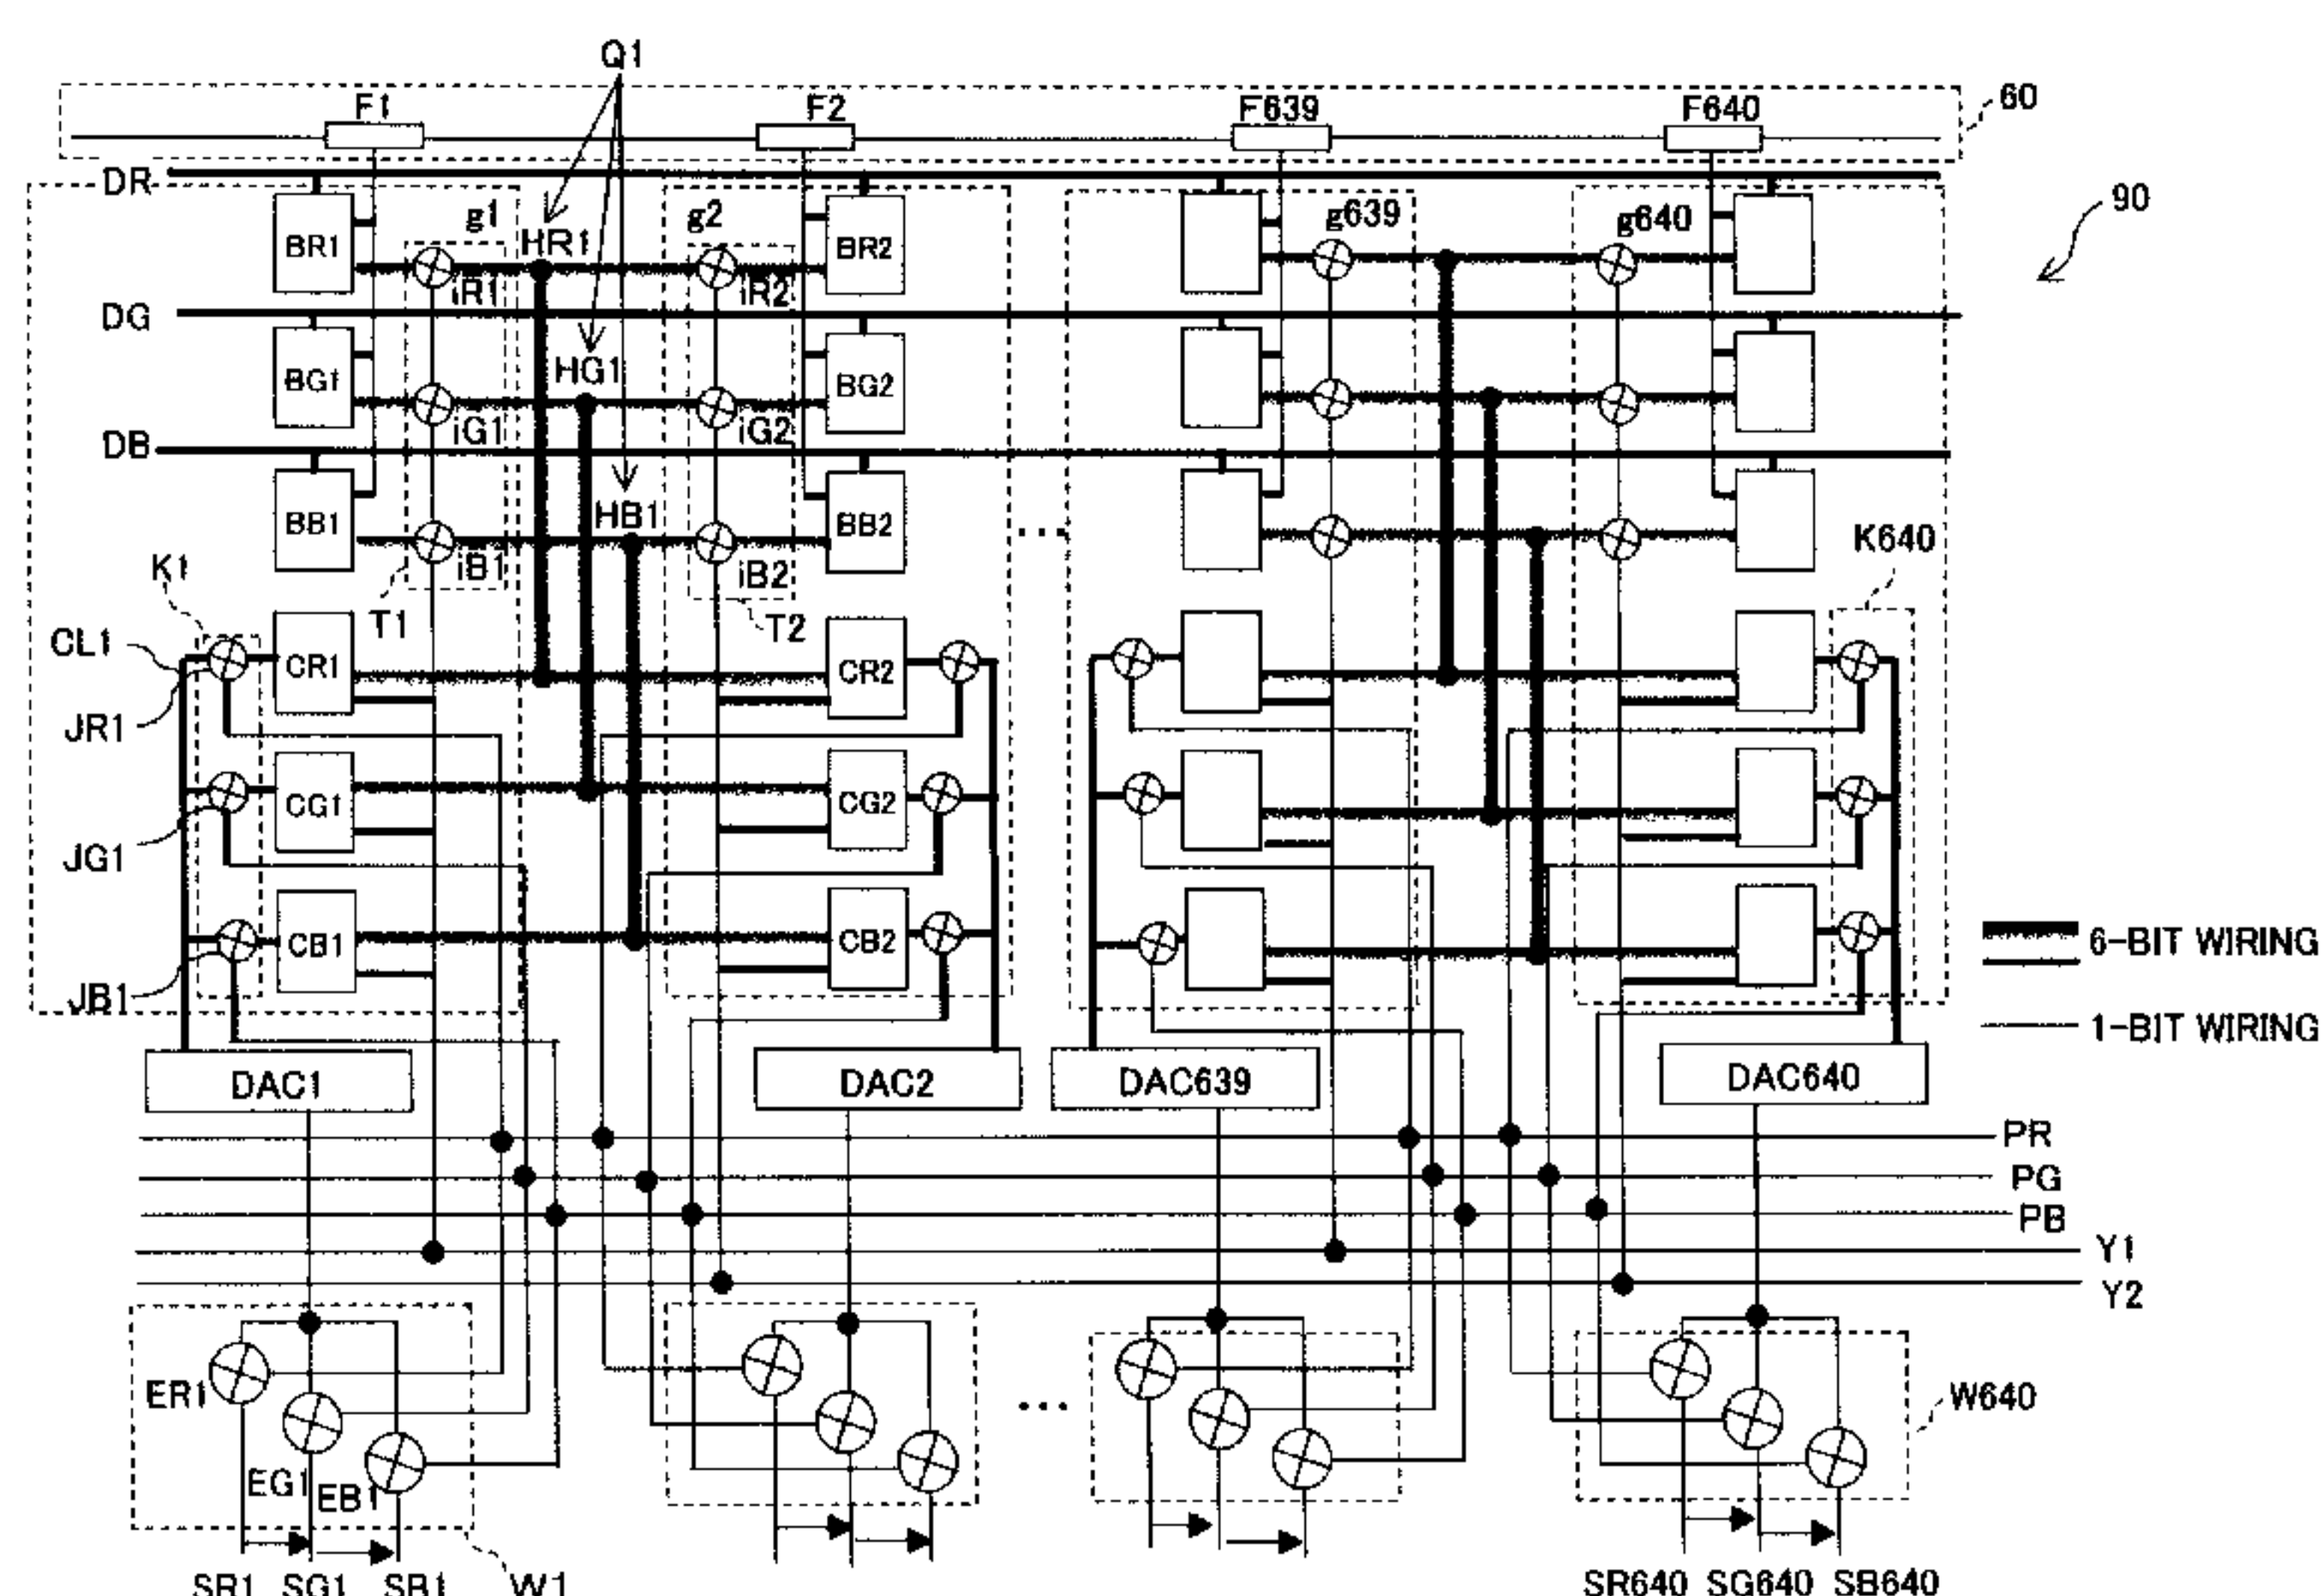 Q1
F1 F2 F639 F640 60
DR
g1 g2 g639 g640 90
BR1 HR1 BR2
iR1 iR2
DG
BG1 HG1 BG2
iG1 iG2
DB
BB1 HB1 BB2
K1 iB1 iB2 ... K640
T1 T2
CL1 CR1 CR2
JR1
CG1 CG2
JG1
CB1 CB2 6-BIT WIRING
JB1
1-BIT WIRING
DAC1 DAC2 DAC639 DAC640
PR
PG
PB
Y1
Y2
ER1 ... W640
EG1 EB1
SR1 SG1 SB1 W1 SR640 SG640 SB640